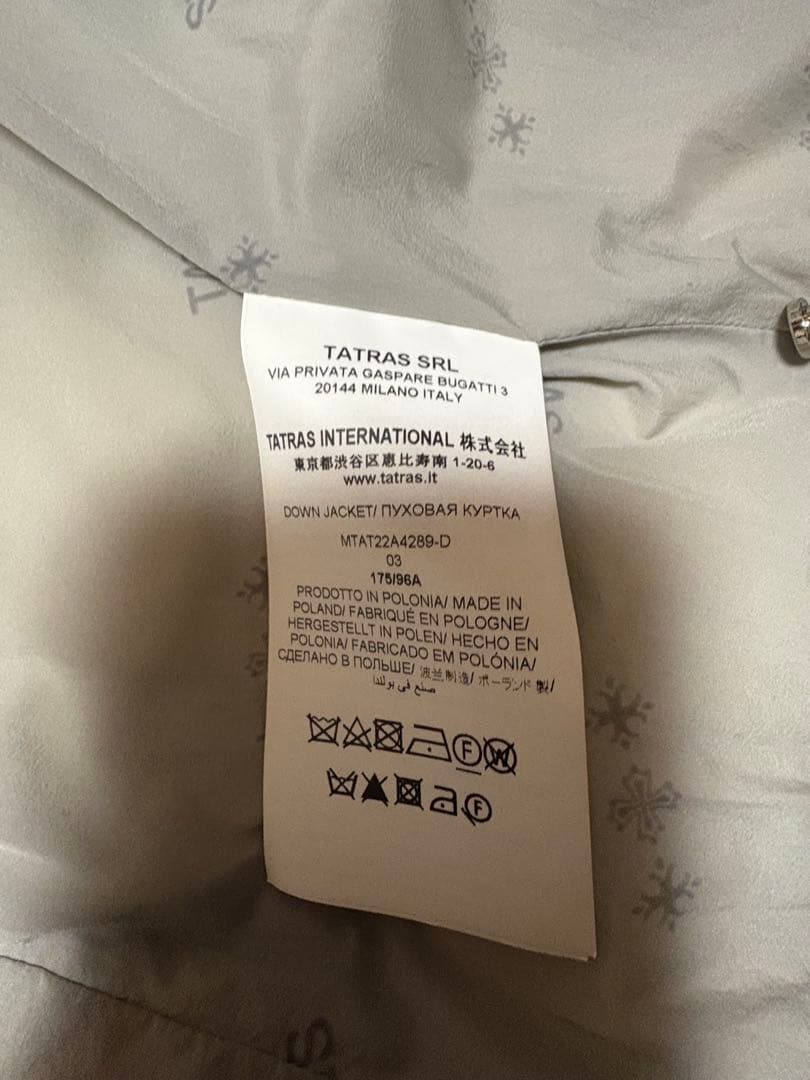 TATRAS SRL
VIA PRIVATA GASPARE BUGATTI 3
20144 MILANO ITALY
TATRAS INTERNATIONAL 株式会社
東京都渋谷区恵比寿南 1-20-6
www.tatras.it
DOWN JACKET/ ПУХОВАЯ КУРТКА
MTAT22A4289-D
03
175/96A
PRODOTTO IN POLONIA/ MADE IN
POLAND/ FABRIQUÉ EN POLOGNE/
HERGESTELLT IN POLEN/ HECHO EN
POLONIA/ FABRICADO EM POLÓNIA/
СДЕЛАНО В ПОЛЬШЕ/ 波兰制造/ ポーランド 製/
صنع في بولندا
F W
F